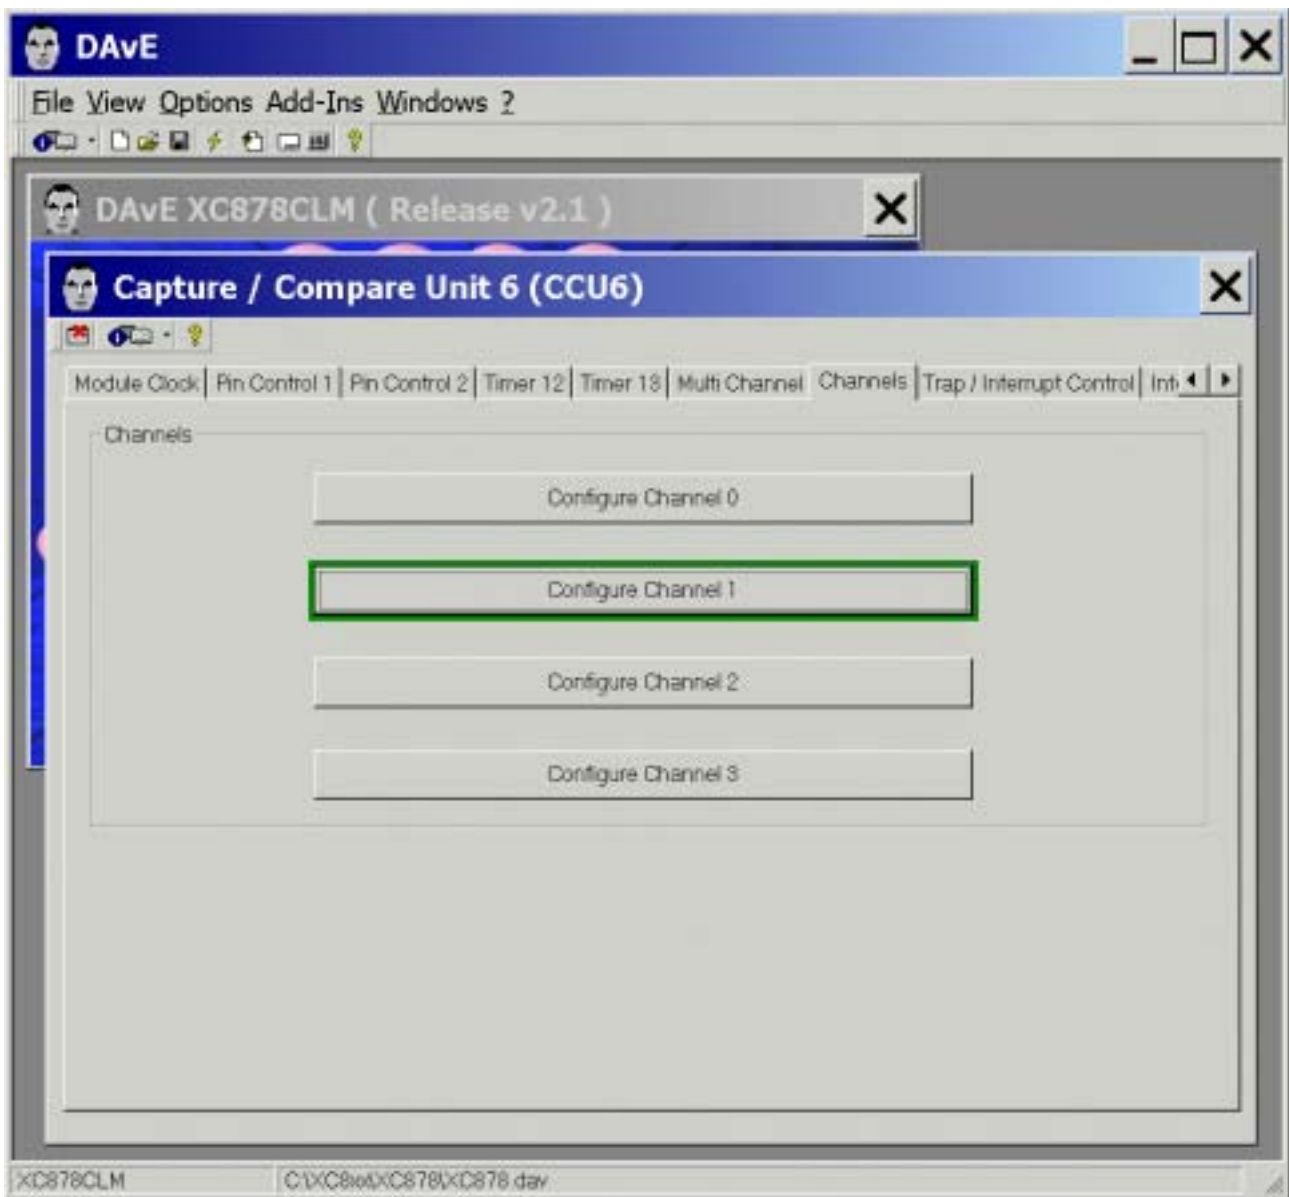 DAvE
File View Options Add-Ins Windows ?
DAvE XC878CLM ( Release v2.1 )
Capture / Compare Unit 6 (CCU6)
Module Clock Pin Control 1 Pin Control 2 Timer 12 Timer 13 Multi Channel Channels Trap / Interrupt Control
Channels
Configure Channel 0
Configure Channel 1
Configure Channel 2
Configure Channel 3
XC878CLM